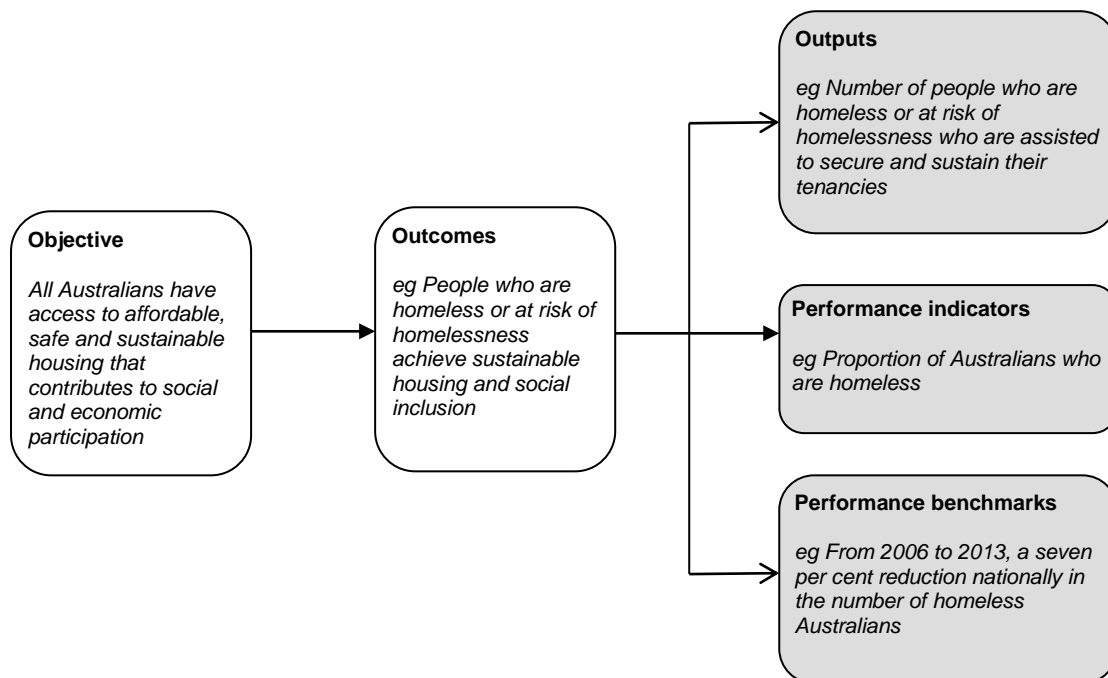 Objective
All Australians have
access to affordable,
safe and sustainable
housing that
contributes to social
and economic
participation
Outcomes
eg People who are
homeless or at risk of
homelessness
achieve sustainable
housing and social
inclusion
Outputs
eg Number of people who are
homeless or at risk of
homelessness who are assisted
to secure and sustain their
tenancies
Performance indicators
eg Proportion of Australians who
are homeless
Performance benchmarks
eg From 2006 to 2013, a seven
per cent reduction nationally in
the number of homeless
Australians